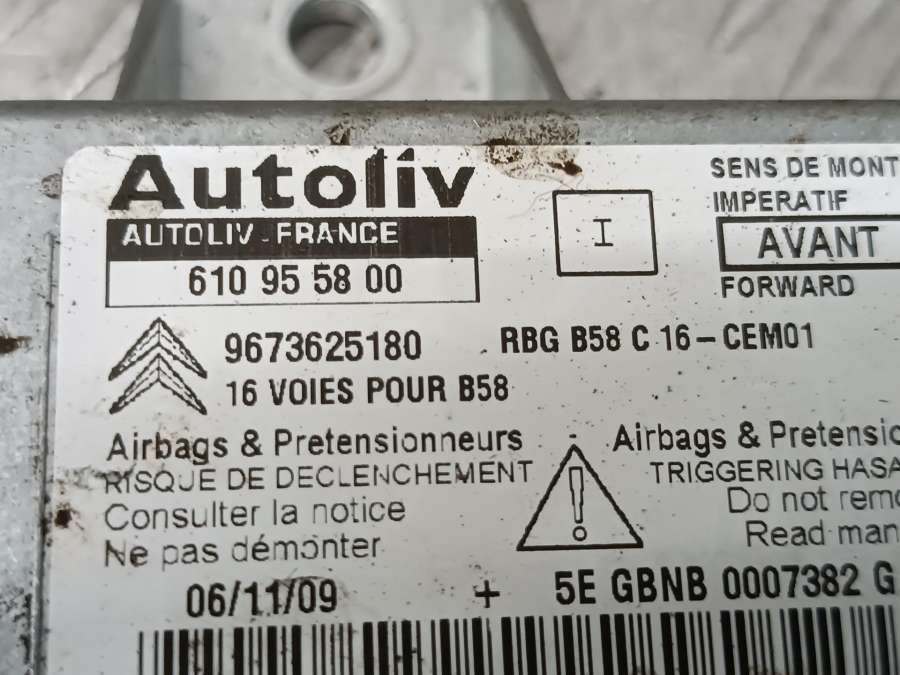 Autoliv
AUTOLIV - FRANCE
610 95 58 00
I
SENS DE MONT
IMPERATIF
AVANT
FORWARD
9673625180
RBG B58 C 16-CEM01
16 VOIES POUR B58
Airbags & Pretensionneurs
RISQUE DE DECLENCHEMENT
Consulter la notice
Ne pas démonter
Airbags & Pretensio
TRIGGERING HASA
Do not remo
Read man
06/11/09
+ 5E GBNB 0007382 G